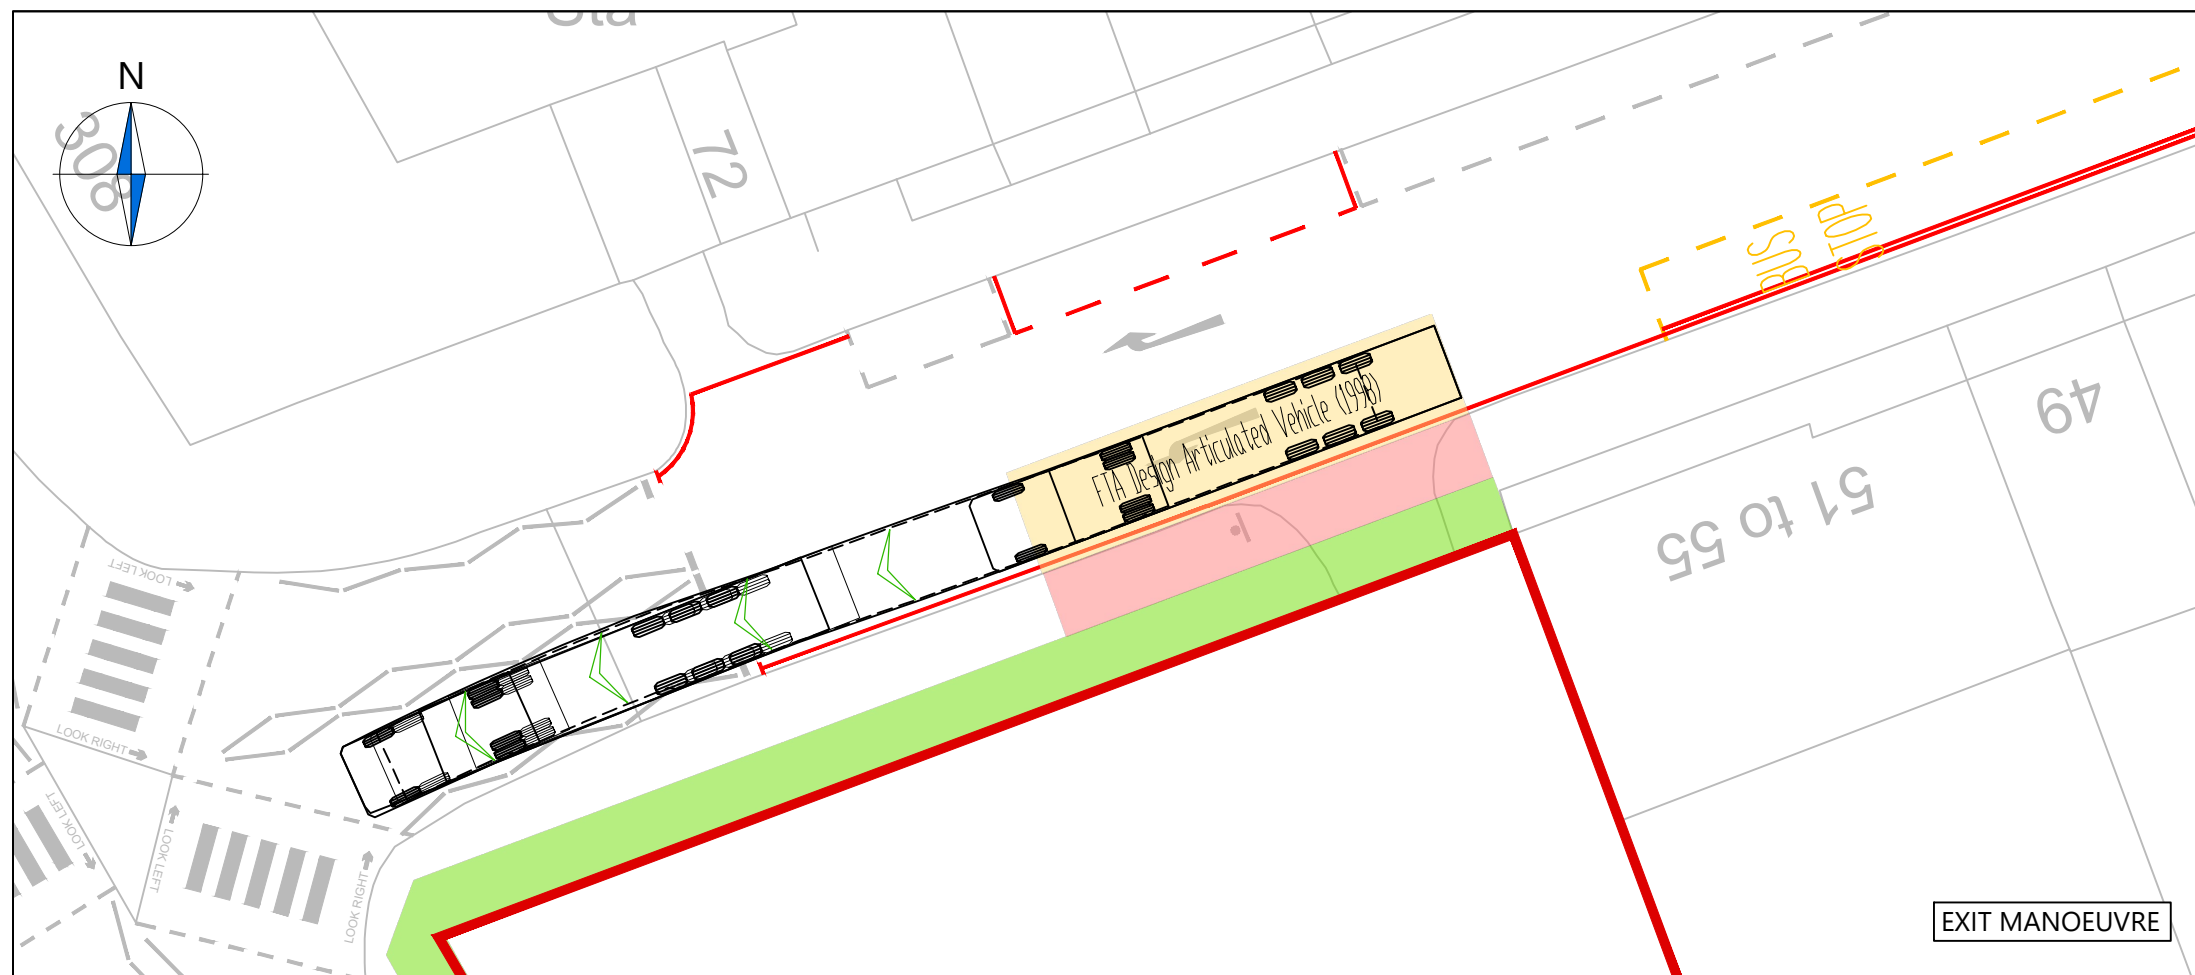 Sta
N
308
72
BUS
STOP
FTA Design Articulated Vehicle (1998)
49
51 to 55
LOOK LEFT
LOOK RIGHT
LOOK LEFT
LOOK LEFT
LOOK RIGHT
EXIT MANOEUVRE